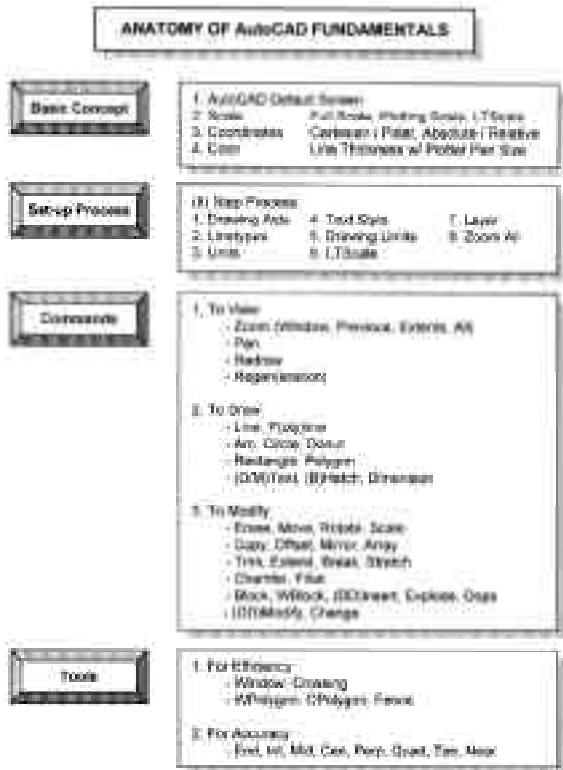 ANATOMY OF AutoCAD FUNDAMENTALS
Basic Concept
1. AutoCAD Default Screen
2. Scale Full Scale, Plotting Scale, LTScale
3. Coordinates Cartesian / Polar, Absolute / Relative
4. Color Line Thickness w/ Plotter Pen Size
Set-up Process
(8) Step Process
1. Drawing Aids 4. Text Style 7. Layer
2. Linetypes 5. Drawing Limits 8. Zoom All
3. Units 6. LTScale
Commands
1. To View
- Zoom (Window, Previous, Extents, All)
- Pan
- Redraw
- Regen(eration)
2. To Draw
- Line, Polyline
- Arc, Circle, Donut
- Rectangle, Polygon
- (D/M)Text, (B)Hatch, Dimension
3. To Modify
- Erase, Move, Rotate, Scale
- Copy, Offset, Mirror, Array
- Trim, Extend, Break, Stretch
- Chamfer, Fillet
- Block, WBlock, (DD)Insert, Explode, Oops
- (DD)Modify, Change
Tools
1. For Efficiency
- Window, Crossing
- WPolygon, CPolygon, Fence
2. For Accuracy
- End, Int, Mid, Cen, Perp, Quad, Tan, Near